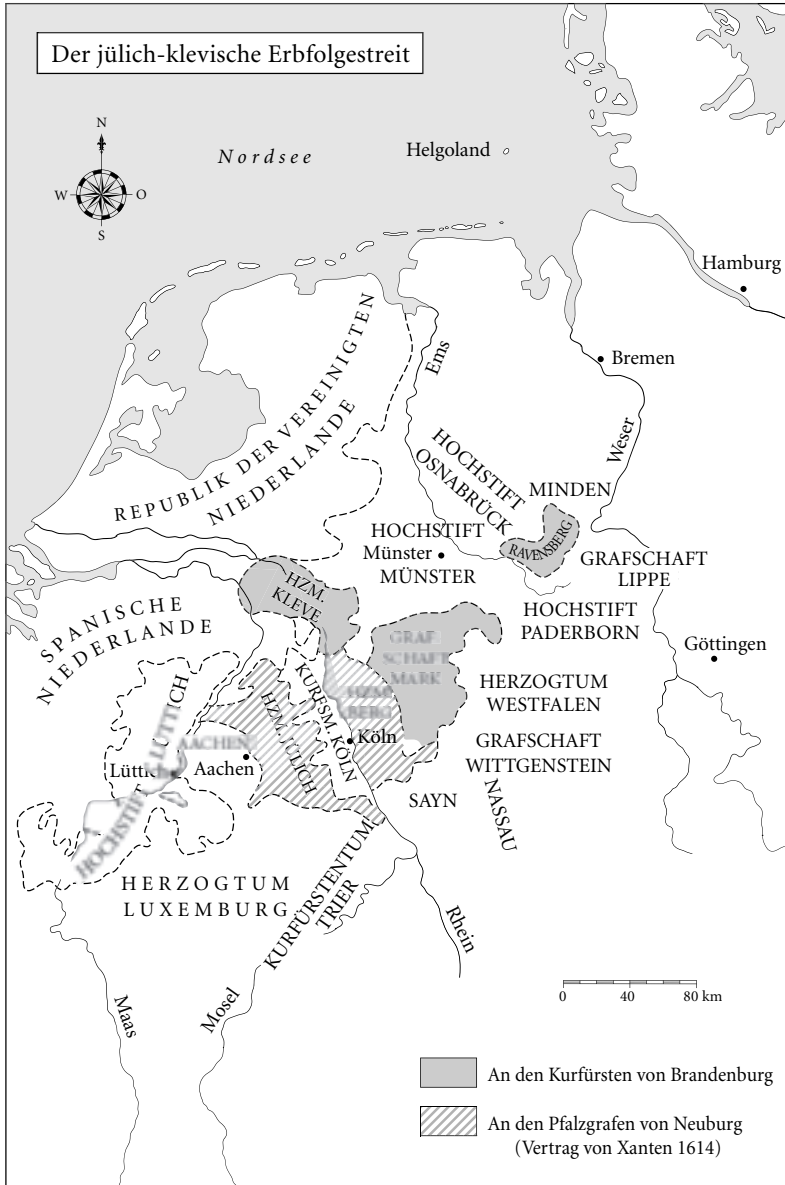 Der jülich-klevische Erbfolgestreit
N
W
O
S
Nordsee
Helgoland
Hamburg
Bremen
Ems
Weser
REPUBLIK DER VEREINIGTEN
NIEDERLANDE
HOCHSTIFT
OSNABRÜCK
MINDEN
RAVENSBERG
HOCHSTIFT
Münster
MÜNSTER
GRAFSCHAFT
LIPPE
HZM.
KLEVE
HOCHSTIFT
PADERBORN
SPANISCHE
NIEDERLANDE
GRAF
SCHAFT
MARK
Göttingen
HERZOGTUM
WESTFALEN
HZM.
BERG
KURFSM. KÖLN
HZM. JÜLICH
Köln
HOCHSTIFT LÜTTICH
AACHEN
Lüttich
Aachen
GRAFSCHAFT
WITTGENSTEIN
SAYN
NASSAU
HERZOGTUM
LUXEMBURG
KURFÜRSTENTUM
TRIER
Rhein
Maas
Mosel
0 40 80 km
An den Kurfürsten von Brandenburg
An den Pfalzgrafen von Neuburg
(Vertrag von Xanten 1614)